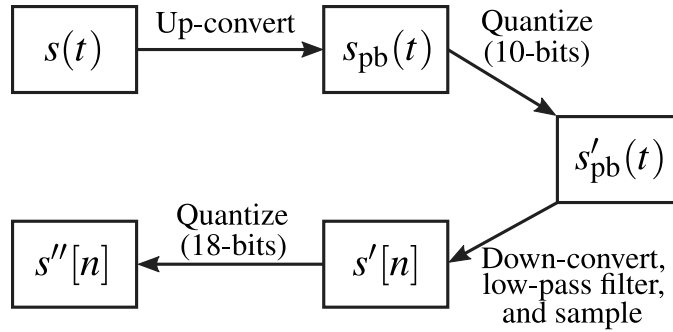 s(t)
Up-convert
s_pb(t)
Quantize
(10-bits)
s′_pb(t)
Down-convert,
low-pass filter,
and sample
s′[n]
Quantize
(18-bits)
s″[n]